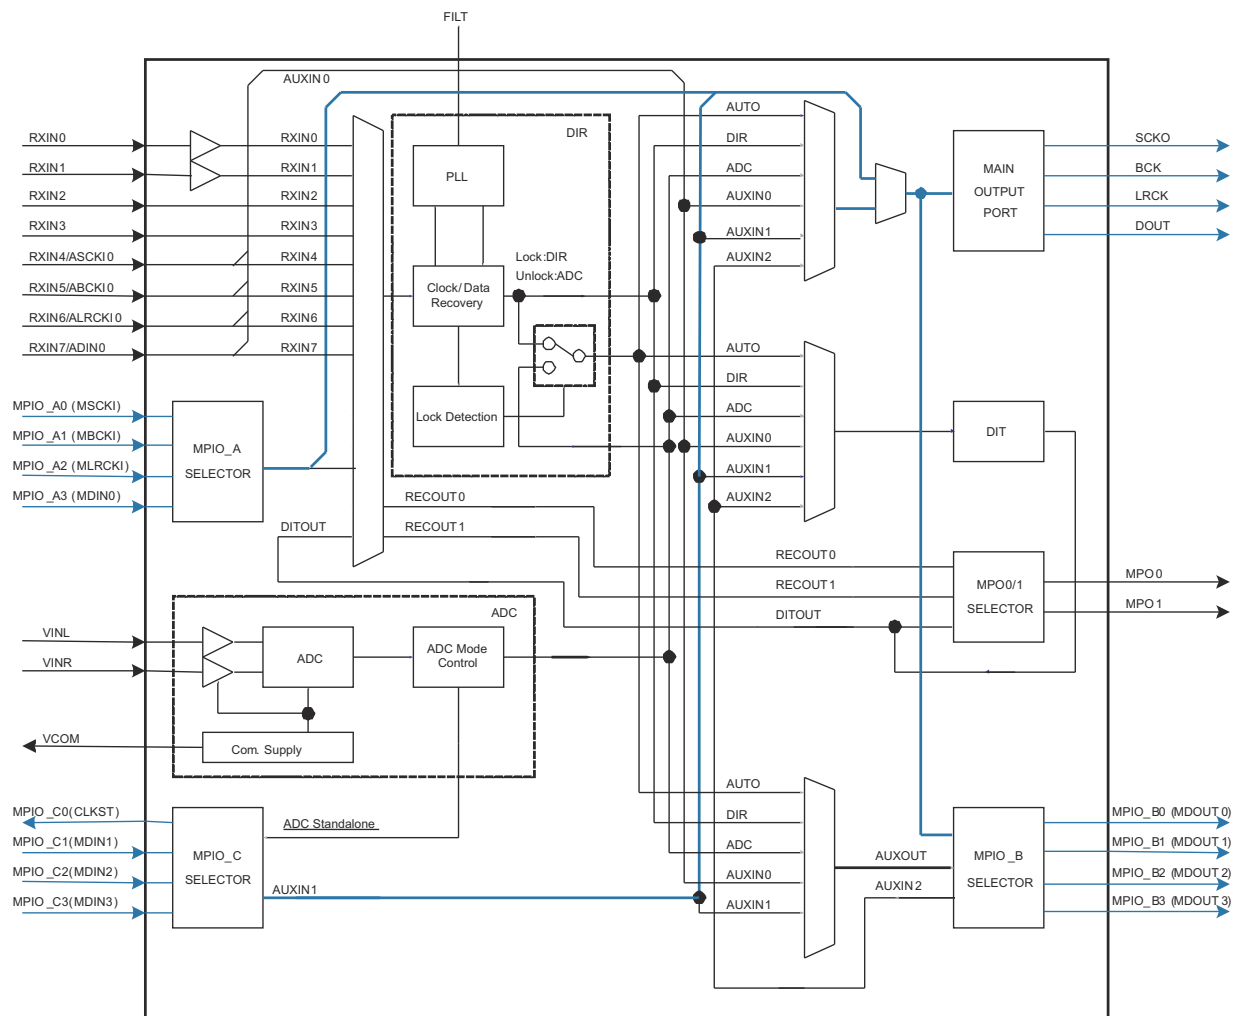 FILT
AUXIN0
RXIN0
RXIN1
RXIN2
RXIN3
RXIN4/ASCKI0
RXIN5/ABCKI0
RXIN6/ALRCKI0
RXIN7/ADIN0
RXIN0
RXIN1
RXIN2
RXIN3
RXIN4
RXIN5
RXIN6
RXIN7
DIR
PLL
Clock/Data
Recovery
Lock Detection
Lock:DIR
Unlock:ADC
AUTO
DIR
ADC
AUXIN0
AUXIN1
AUXIN2
MAIN
OUTPUT
PORT
SCKO
BCK
LRCK
DOUT
MPIO_A0 (MSCKI)
MPIO_A1 (MBCKI)
MPIO_A2 (MLRCKI)
MPIO_A3 (MDIN0)
MPIO_A
SELECTOR
AUTO
DIR
ADC
AUXIN0
AUXIN1
AUXIN2
DIT
RECOUT0
RECOUT1
DITOUT
RECOUT0
RECOUT1
DITOUT
MPO0/1
SELECTOR
MPO0
MPO1
ADC
VINL
VINR
VCOM
ADC
ADC Mode
Control
Com. Supply
MPIO_C0(CLKST)
MPIO_C1(MDIN1)
MPIO_C2(MDIN2)
MPIO_C3(MDIN3)
MPIO_C
SELECTOR
ADC Standalone
AUXIN1
AUTO
DIR
ADC
AUXIN0
AUXIN1
AUXOUT
AUXIN2
MPIO_B
SELECTOR
MPIO_B0 (MDOUT0)
MPIO_B1 (MDOUT1)
MPIO_B2 (MDOUT2)
MPIO_B3 (MDOUT3)